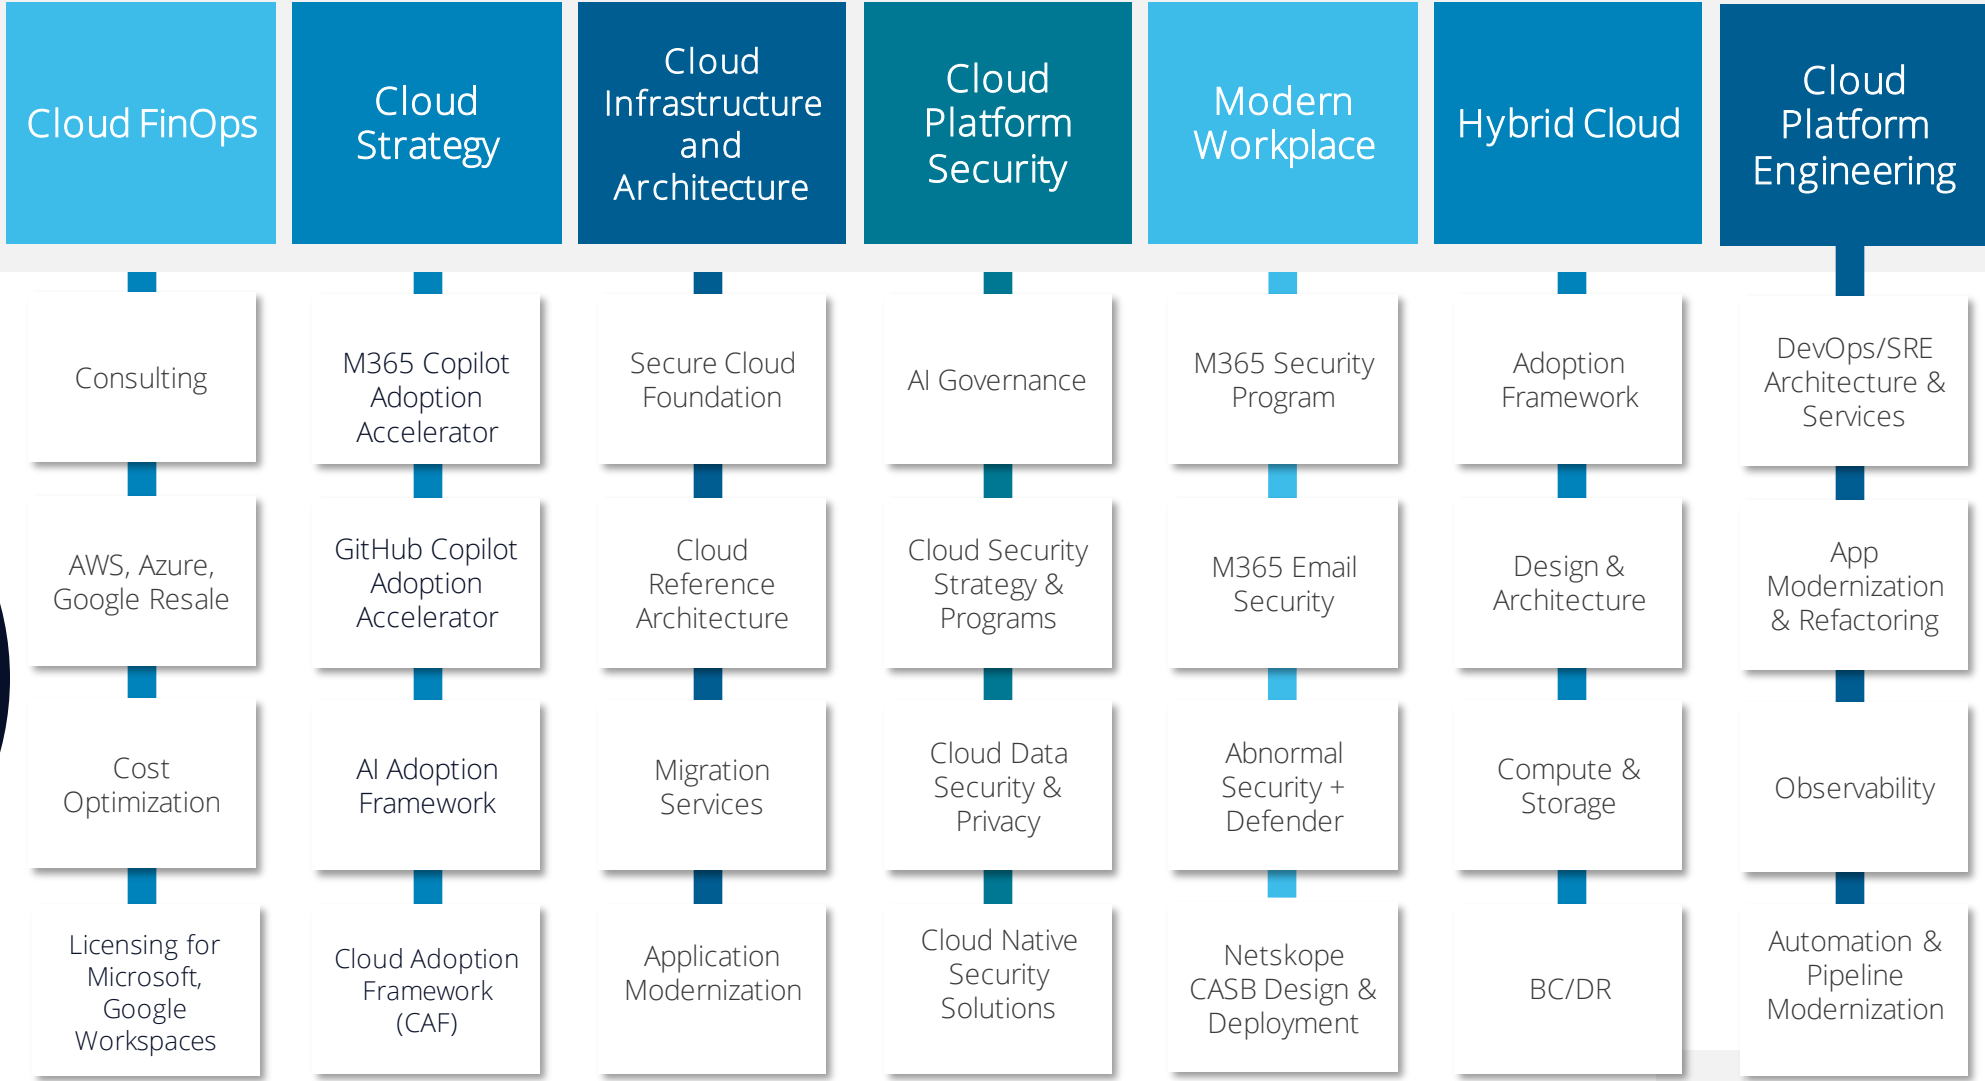 Cloud FinOps
Cloud
Strategy
Cloud
Infrastructure
and
Architecture
Cloud
Platform
Security
Modern
Workplace
Hybrid Cloud
Cloud
Platform
Engineering
Consulting
M365 Copilot
Adoption
Accelerator
Secure Cloud
Foundation
AI Governance
M365 Security
Program
Adoption
Framework
DevOps/SRE
Architecture &
Services
AWS, Azure,
Google Resale
GitHub Copilot
Adoption
Accelerator
Cloud
Reference
Architecture
Cloud Security
Strategy &
Programs
M365 Email
Security
Design &
Architecture
App
Modernization
& Refactoring
Cost
Optimization
AI Adoption
Framework
Migration
Services
Cloud Data
Security &
Privacy
Abnormal
Security +
Defender
Compute &
Storage
Observability
Licensing for
Microsoft,
Google
Workspaces
Cloud Adoption
Framework
(CAF)
Application
Modernization
Cloud Native
Security
Solutions
Netskope
CASB Design &
Deployment
BC/DR
Automation &
Pipeline
Modernization